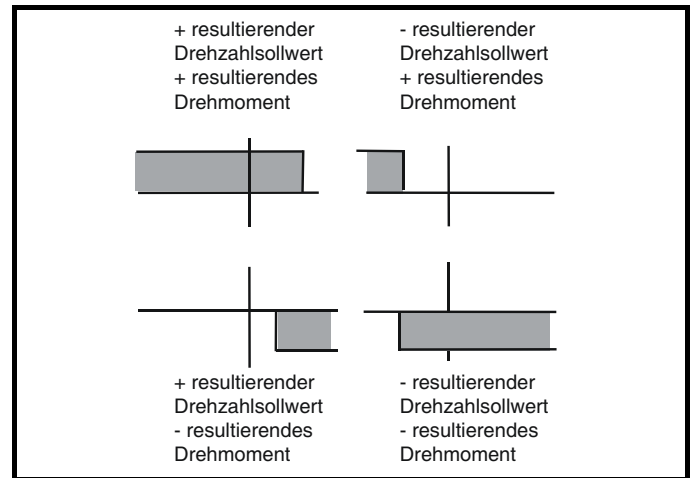 + resultierender
Drehzahlsollwert
+ resultierendes
Drehmoment
- resultierender
Drehzahlsollwert
+ resultierendes
Drehmoment
+ resultierender
Drehzahlsollwert
- resultierendes
Drehmoment
- resultierender
Drehzahlsollwert
- resultierendes
Drehmoment